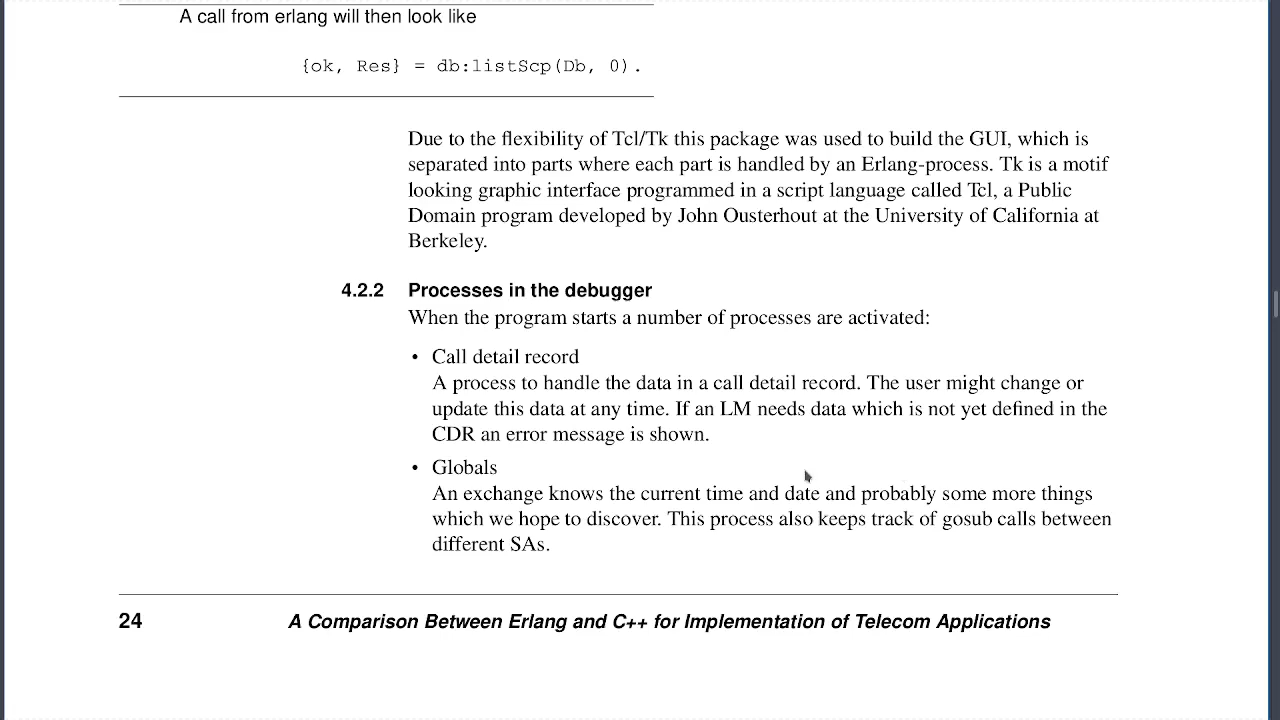 A call from erlang will then look like
{ok, Res} = db:listScp(Db, 0).
Due to the flexibility of Tcl/Tk this package was used to build the GUI, which is
separated into parts where each part is handled by an Erlang-process. Tk is a motif
looking graphic interface programmed in a script language called Tcl, a Public
Domain program developed by John Ousterhout at the University of California at
Berkeley.
4.2.2 Processes in the debugger
When the program starts a number of processes are activated:
• Call detail record
A process to handle the data in a call detail record. The user might change or
update this data at any time. If an LM needs data which is not yet defined in the
CDR an error message is shown.
• Globals
An exchange knows the current time and date and probably some more things
which we hope to discover. This process also keeps track of gosub calls between
different SAs.
24 A Comparison Between Erlang and C++ for Implementation of Telecom Applications